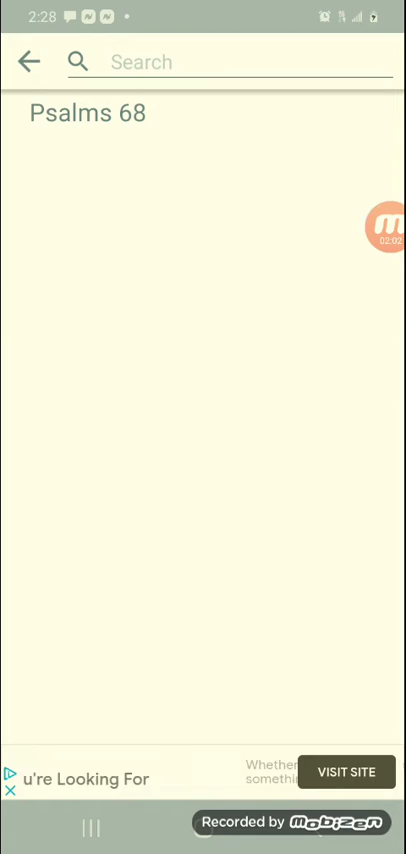 2:28
Search
Psalms 68
02:02
u're Looking For
Whether
somethi
VISIT SITE
Recorded by mobizen